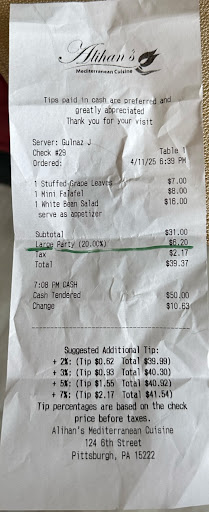 Alihan's
Mediterranean Cuisine
Tips paid in cash are preferred and
greatly appreciated
Thank you for your visit
Server: Gulnaz J
Check #29 Table 1
Ordered: 4/11/25 6:39 PM
1 Stuffed Grape Leaves $7.00
1 Mini Falafel $8.00
1 White Bean Salad $16.00
serve as appetizer
Subtotal $31.00
Large Party (20.00%) $6.20
Tax $2.17
Total $39.37
7:08 PM CASH
Cash Tendered $50.00
Change $10.63
Suggested Additional Tip:
+ 2%: (Tip $0.62 Total $39.99)
+ 3%: (Tip $0.93 Total $40.30)
+ 5%: (Tip $1.55 Total $40.92)
+ 7%: (Tip $2.17 Total $41.54)
Tip percentages are based on the check
price before taxes.
Alihan's Mediterranean Cuisine
124 6th Street
Pittsburgh, PA 15222